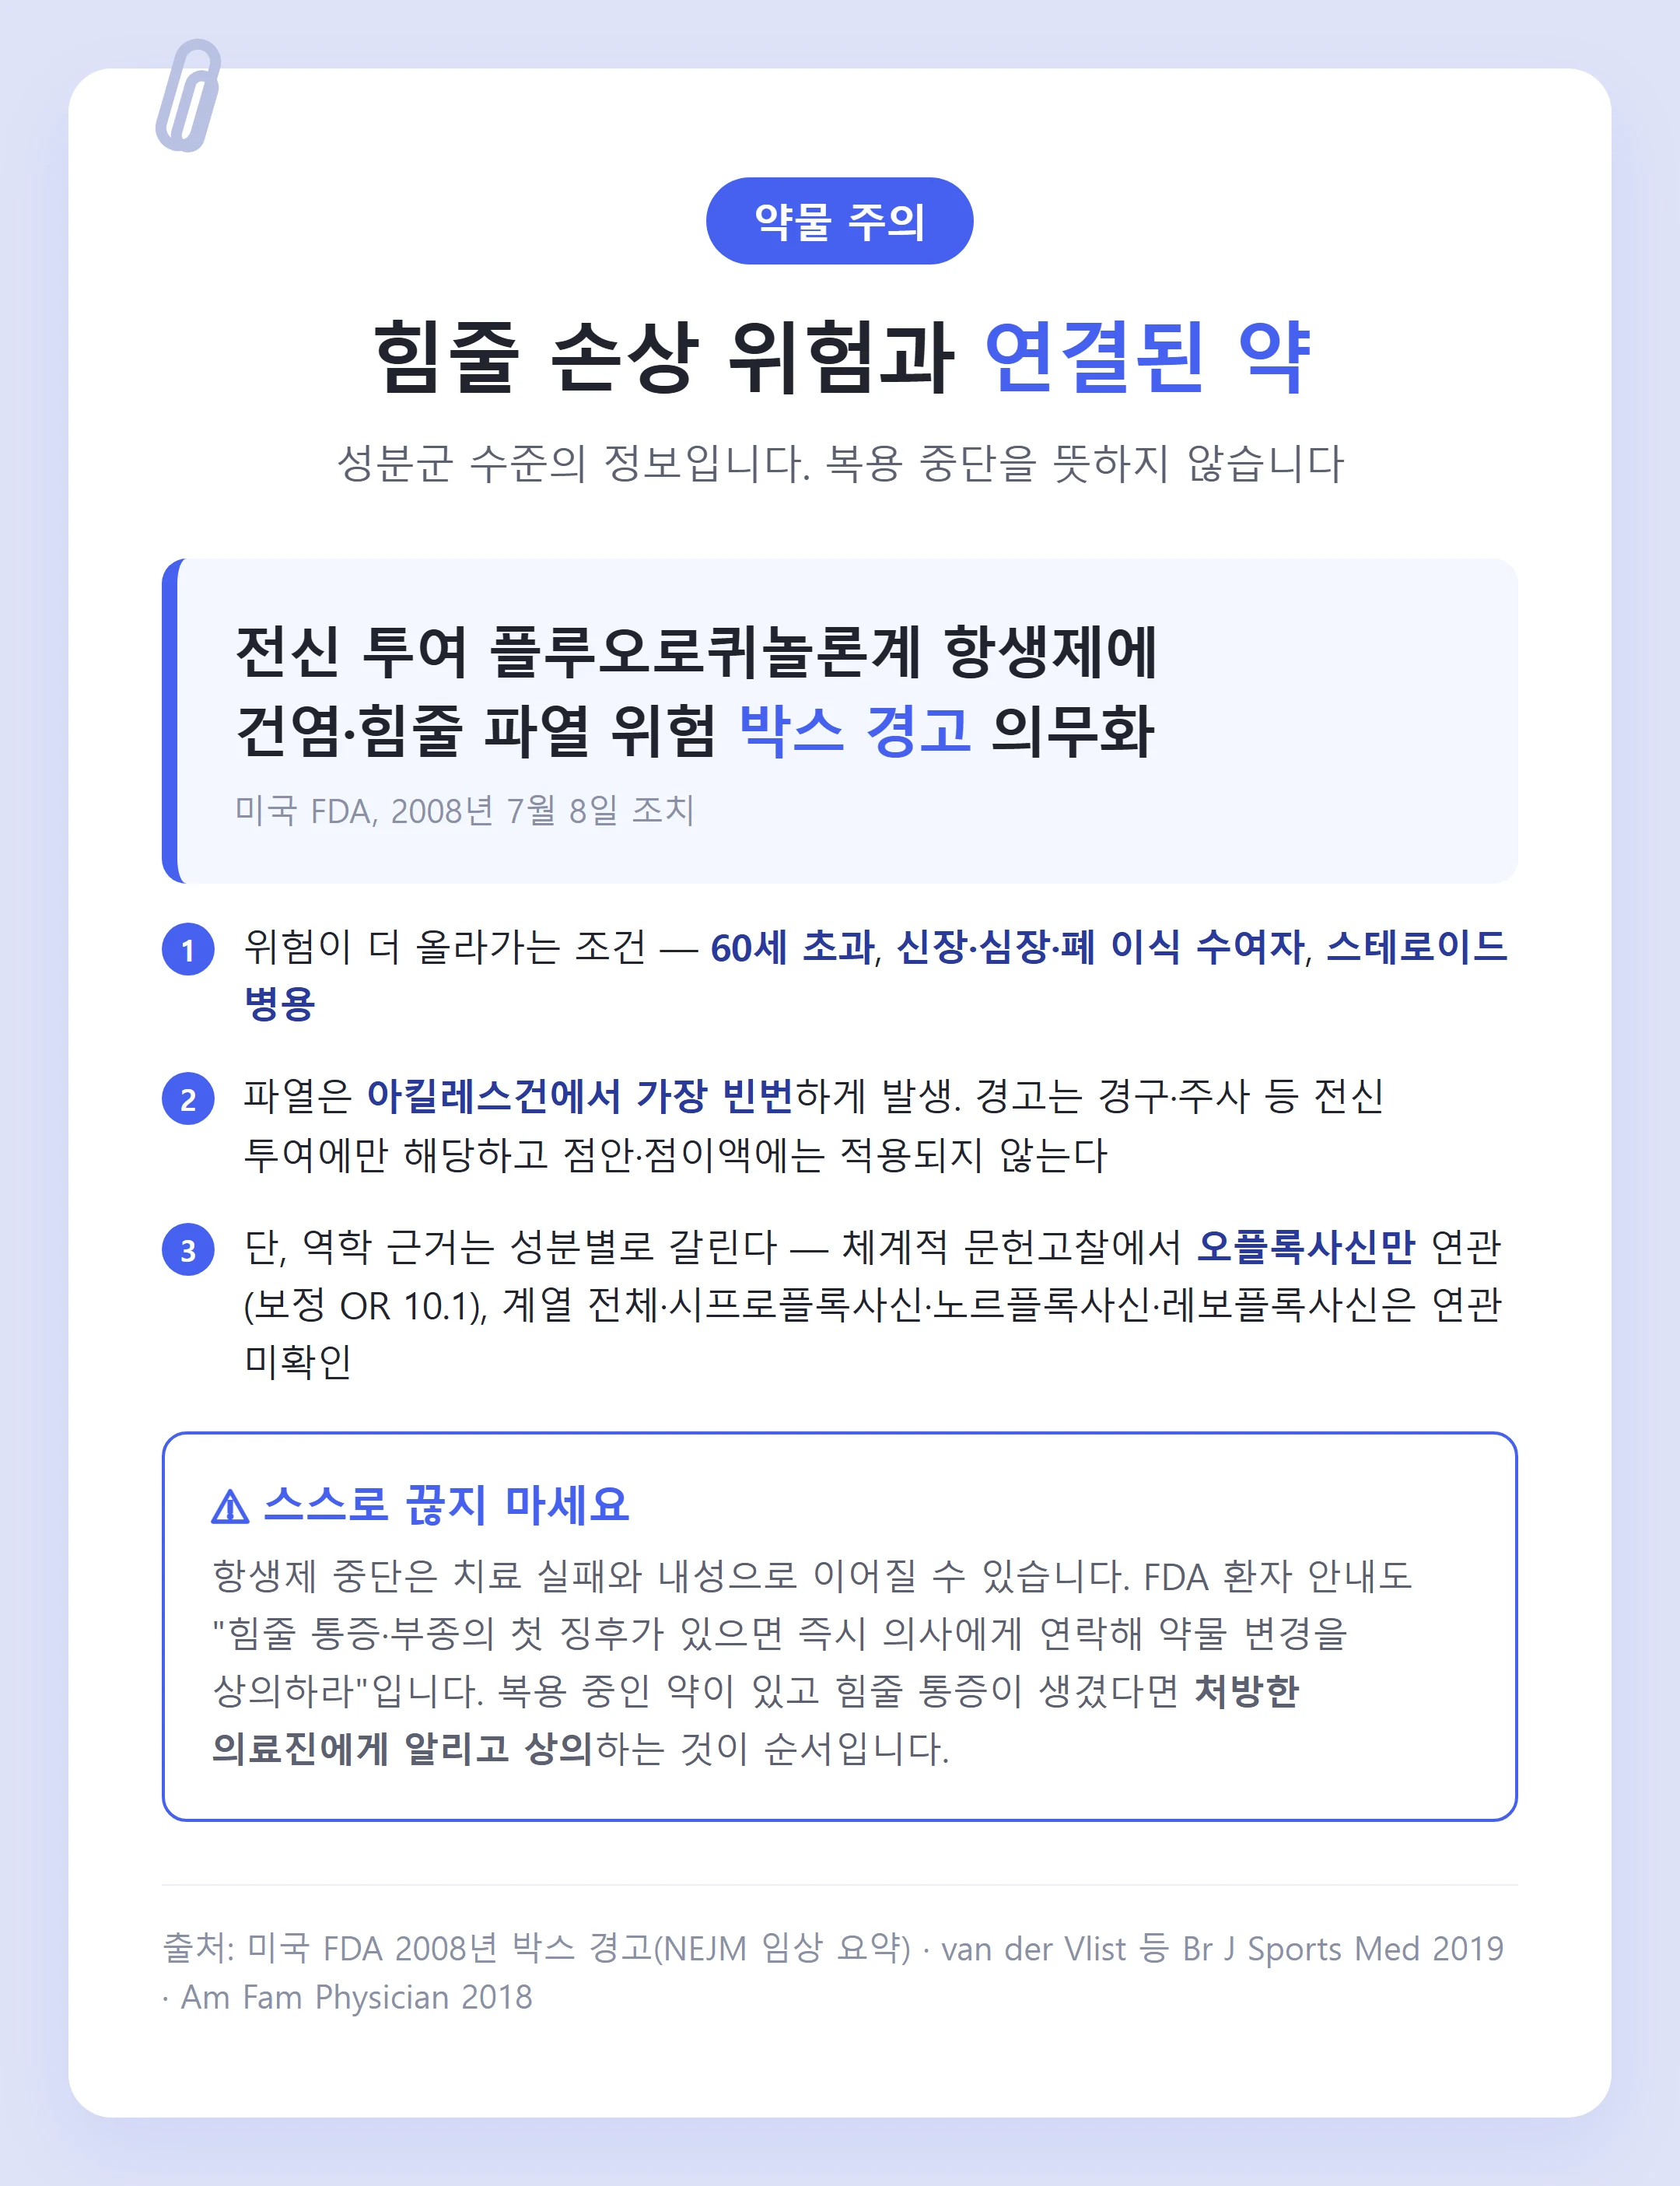 약물 주의
힘줄 손상 위험과 연결된 약
성분군 수준의 정보입니다. 복용 중단을 뜻하지 않습니다
전신 투여 플루오로퀴놀론계 항생제에
건염·힘줄 파열 위험 박스 경고 의무화
미국 FDA, 2008년 7월 8일 조치
1 위험이 더 올라가는 조건 — 60세 초과, 신장·심장·폐 이식 수여자, 스테로이드
병용
2 파열은 아킬레스건에서 가장 빈번하게 발생. 경고는 경구·주사 등 전신
투여에만 해당하고 점안·점이액에는 적용되지 않는다
3 단, 역학 근거는 성분별로 갈린다 — 체계적 문헌고찰에서 오플록사신만 연관
(보정 OR 10.1), 계열 전체·시프로플록사신·노르플록사신·레보플록사신은 연관
미확인
⚠ 스스로 끊지 마세요
항생제 중단은 치료 실패와 내성으로 이어질 수 있습니다. FDA 환자 안내도
"힘줄 통증·부종의 첫 징후가 있으면 즉시 의사에게 연락해 약물 변경을
상의하라"입니다. 복용 중인 약이 있고 힘줄 통증이 생겼다면 처방한
의료진에게 알리고 상의하는 것이 순서입니다.
출처: 미국 FDA 2008년 박스 경고(NEJM 임상 요약) · van der Vlist 등 Br J Sports Med 2019
· Am Fam Physician 2018